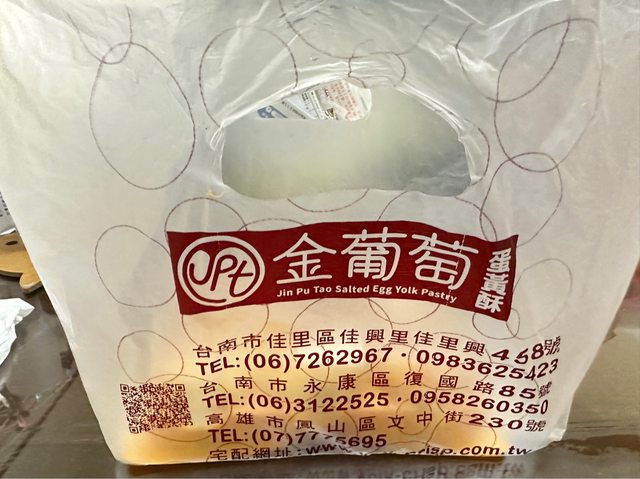 JPt
金葡萄
Jin Pu Tao Salted Egg Yolk Pastry
蛋黃酥
台南市佳里區佳興里佳里興468號
TEL:(06)7262967·0983625423
台南市永康區復國路85號
TEL:(06)3122525·0958260350
高雄市鳳山區文中街230號
TEL:(07)7775695
宅配網址:www.
risp.com.tw